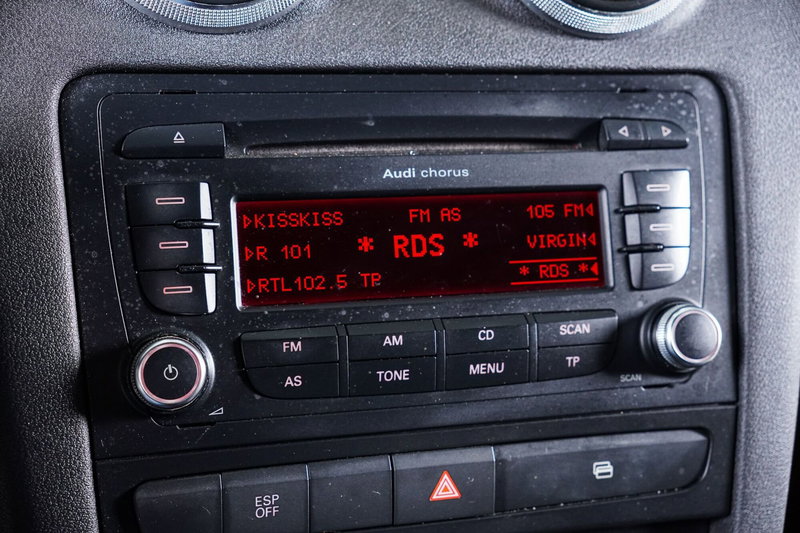 Audi chorus
KISSKISS FM AS 105 FM
R 101 * RDS * VIRGIN
RTL102.5 TP * RDS *
FM AM CD SCAN
AS TONE MENU TP
SCAN
ESP
OFF